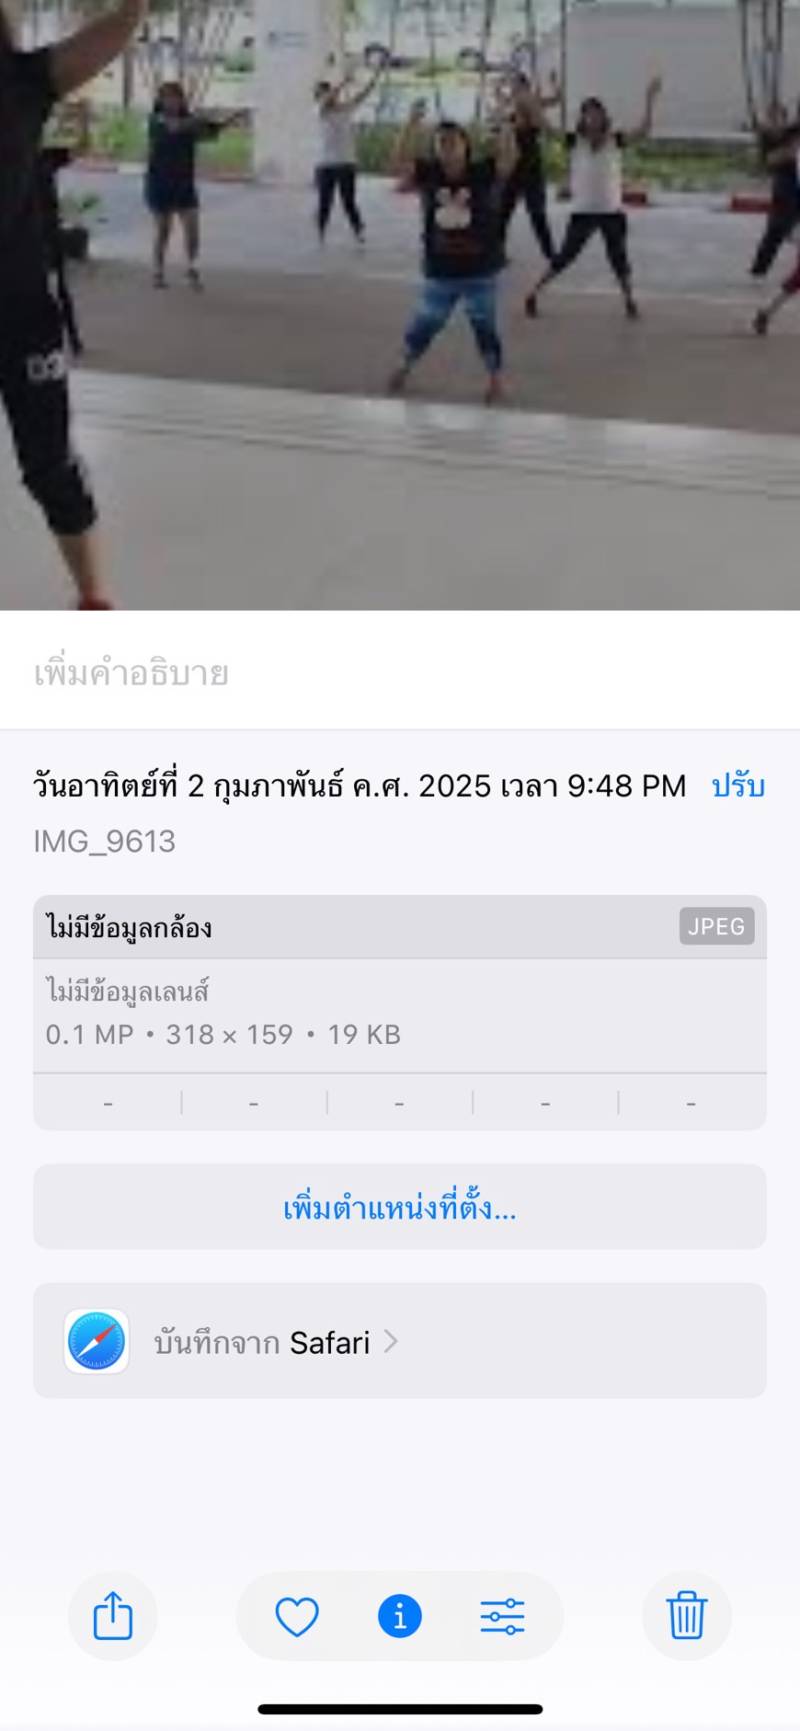 เพิ่มคำอธิบาย
วันอาทิตย์ที่ 2 กุมภาพันธ์ ค.ศ. 2025 เวลา 9:48 PM ปรับ
IMG_9613
ไม่มีข้อมูลกล้อง JPEG
ไม่มีข้อมูลเลนส์
0.1 MP • 318 × 159 • 19 KB
- - - - -
เพิ่มตำแหน่งที่ตั้ง...
บันทึกจาก Safari